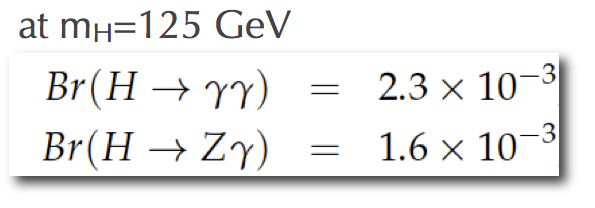 at mH=125 GeV
Br(H → γγ) = 2.3 × 10⁻³
Br(H → Zγ) = 1.6 × 10⁻³